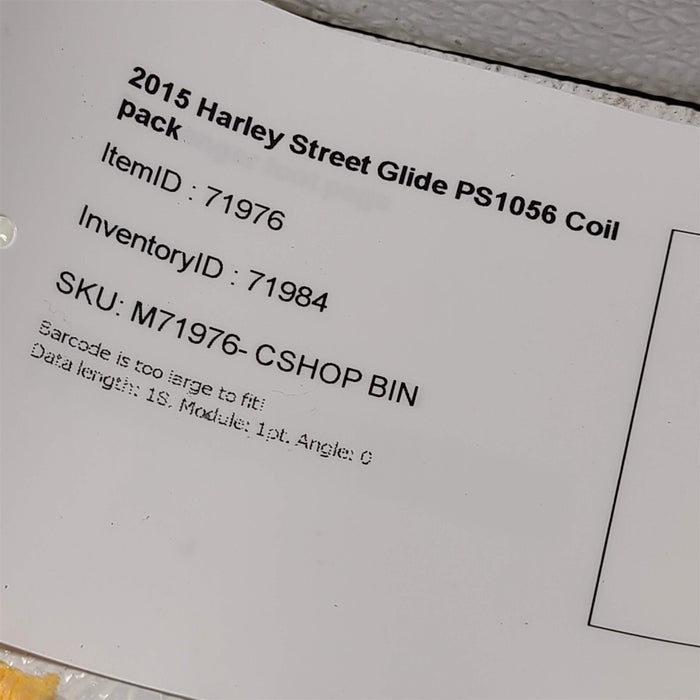 2015 Harley Street Glide PS1056 Coil
pack
ItemID : 71976
InventoryID : 71984
SKU: M71976- CSHOP BIN
Barcode is too large to fit!
Data length: 18. Module: 1pt. Angle: 0